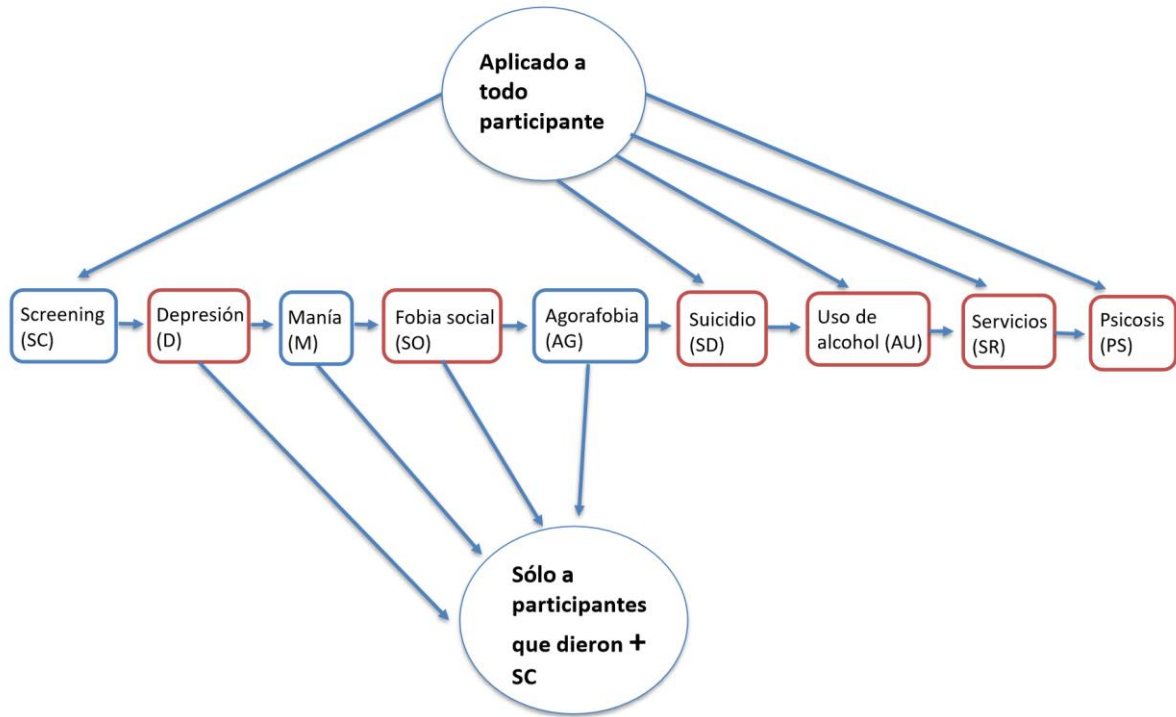 Aplicado a
todo
participante
Screening
(SC)
Depresión
(D)
Manía
(M)
Fobia social
(SO)
Agorafobia
(AG)
Suicidio
(SD)
Uso de
alcohol (AU)
Servicios
(SR)
Psicosis
(PS)
Sólo a
participantes
que dieron +
SC